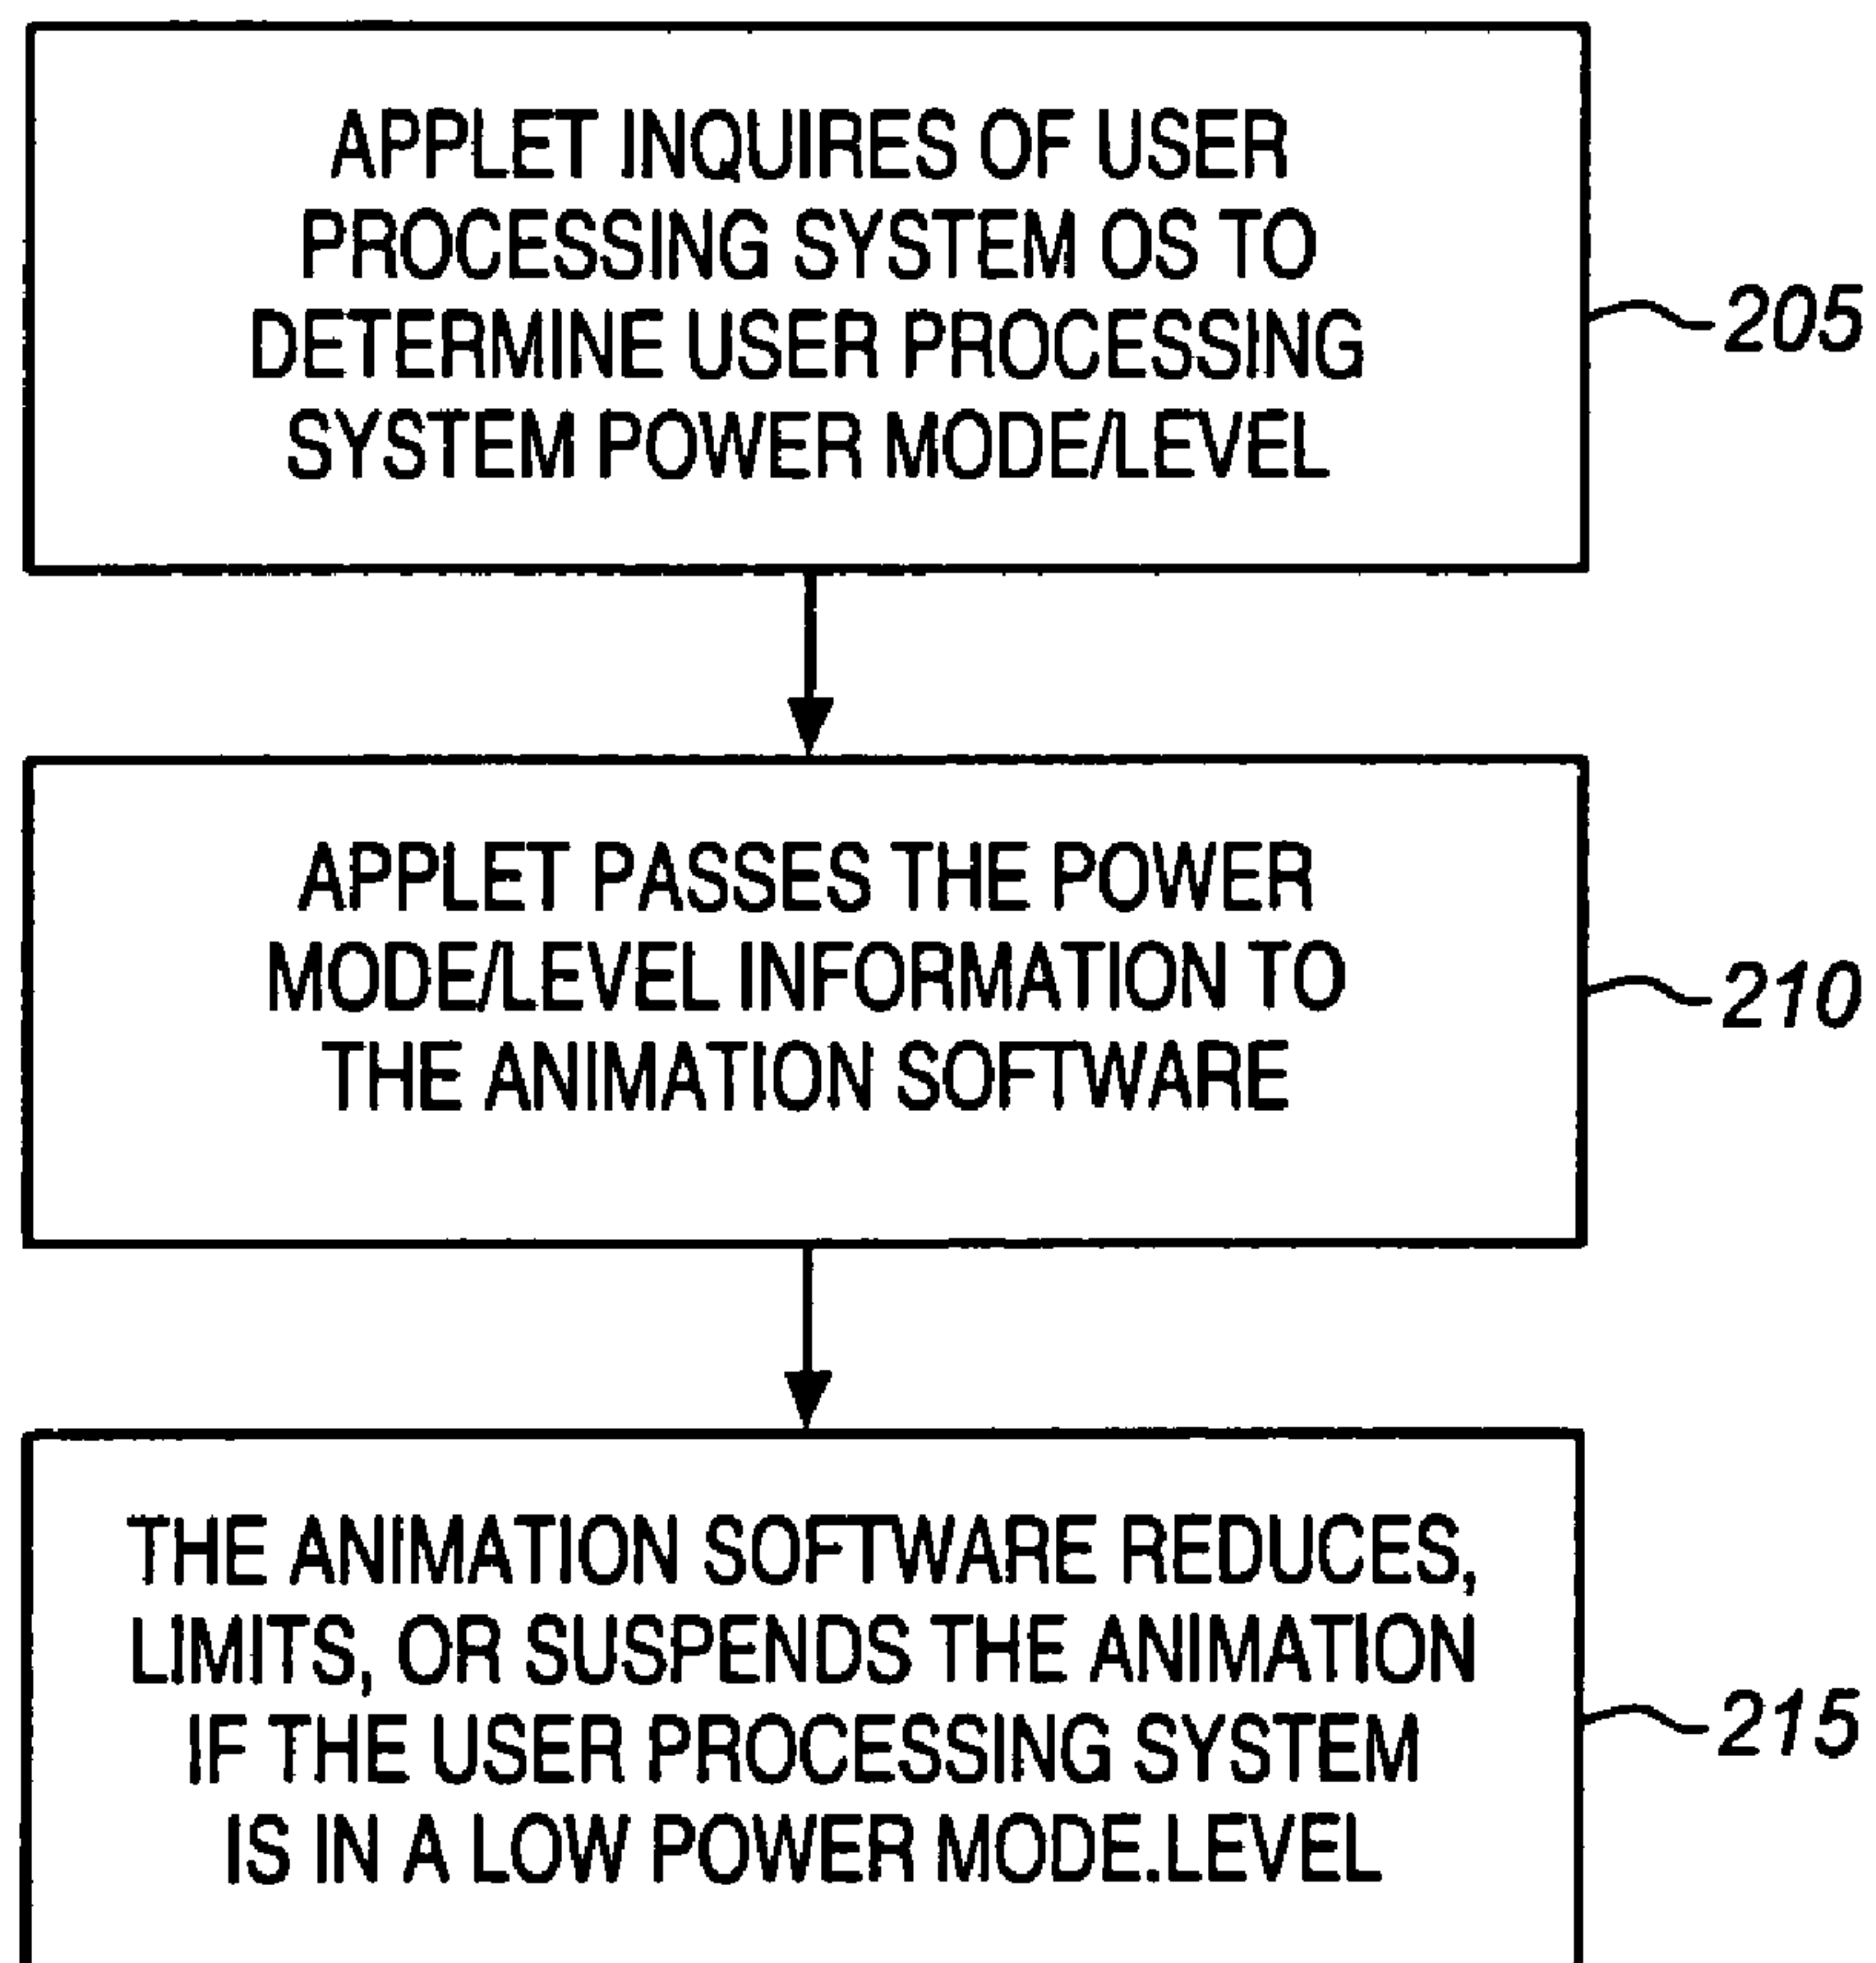 APPLET INQUIRES OF USER
PROCESSING SYSTEM OS TO
DETERMINE USER PROCESSING
SYSTEM POWER MODE/LEVEL
205
APPLET PASSES THE POWER
MODE/LEVEL INFORMATION TO
THE ANIMATION SOFTWARE
210
THE ANIMATION SOFTWARE REDUCES,
LIMITS, OR SUSPENDS THE ANIMATION
IF THE USER PROCESSING SYSTEM
IS IN A LOW POWER MODE.LEVEL
215